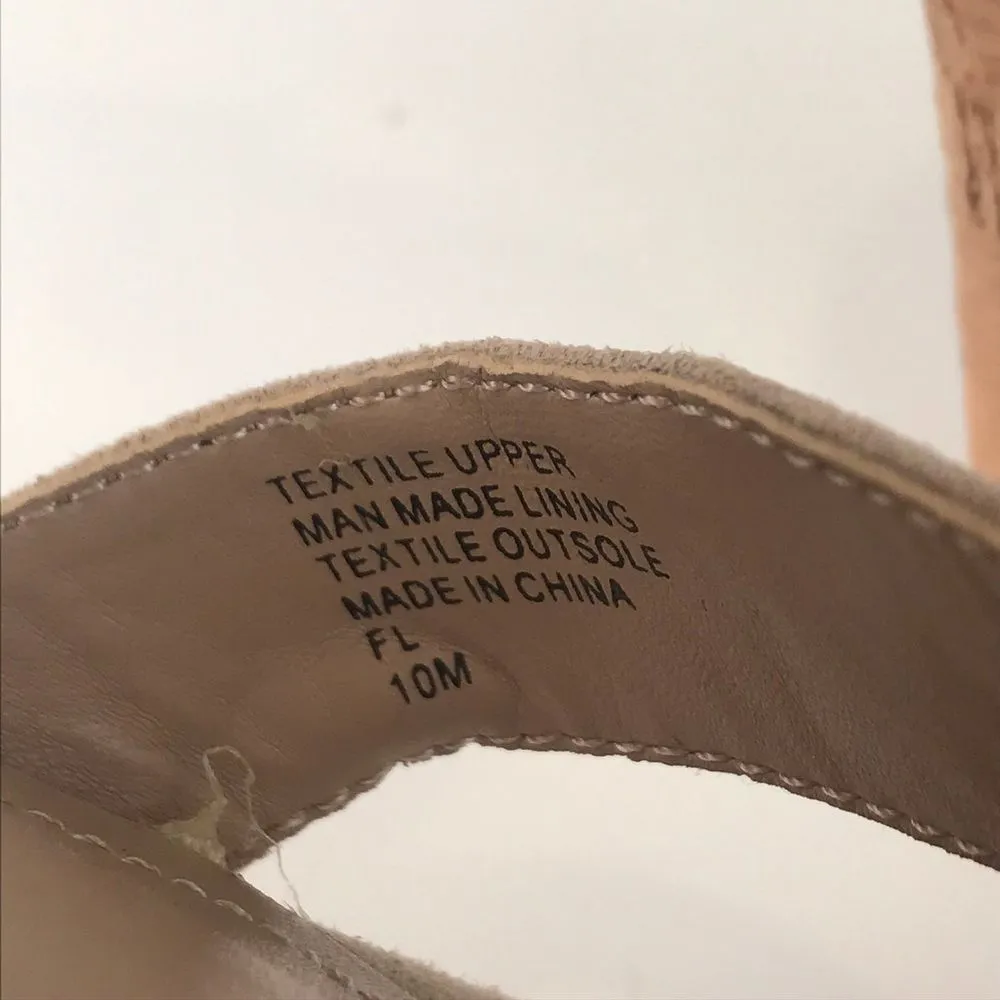 TEXTILE UPPER
MAN MADE LINING
TEXTILE OUTSOLE
MADE IN CHINA
FL
10M